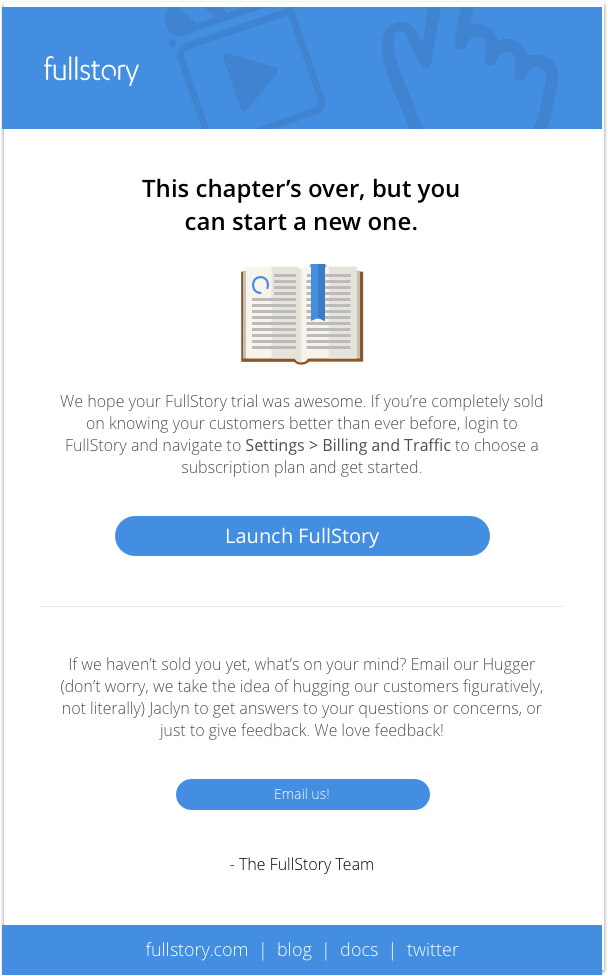 fullstory
This chapter’s over, but you
can start a new one.
We hope your FullStory trial was awesome. If you’re completely sold
on knowing your customers better than ever before, login to
FullStory and navigate to Settings > Billing and Traffic to choose a
subscription plan and get started.
Launch FullStory
If we haven’t sold you yet, what’s on your mind? Email our Hugger
(don’t worry, we take the idea of hugging our customers figuratively,
not literally) Jaclyn to get answers to your questions or concerns, or
just to give feedback. We love feedback!
Email us!
- The FullStory Team
fullstory.com | blog | docs | twitter